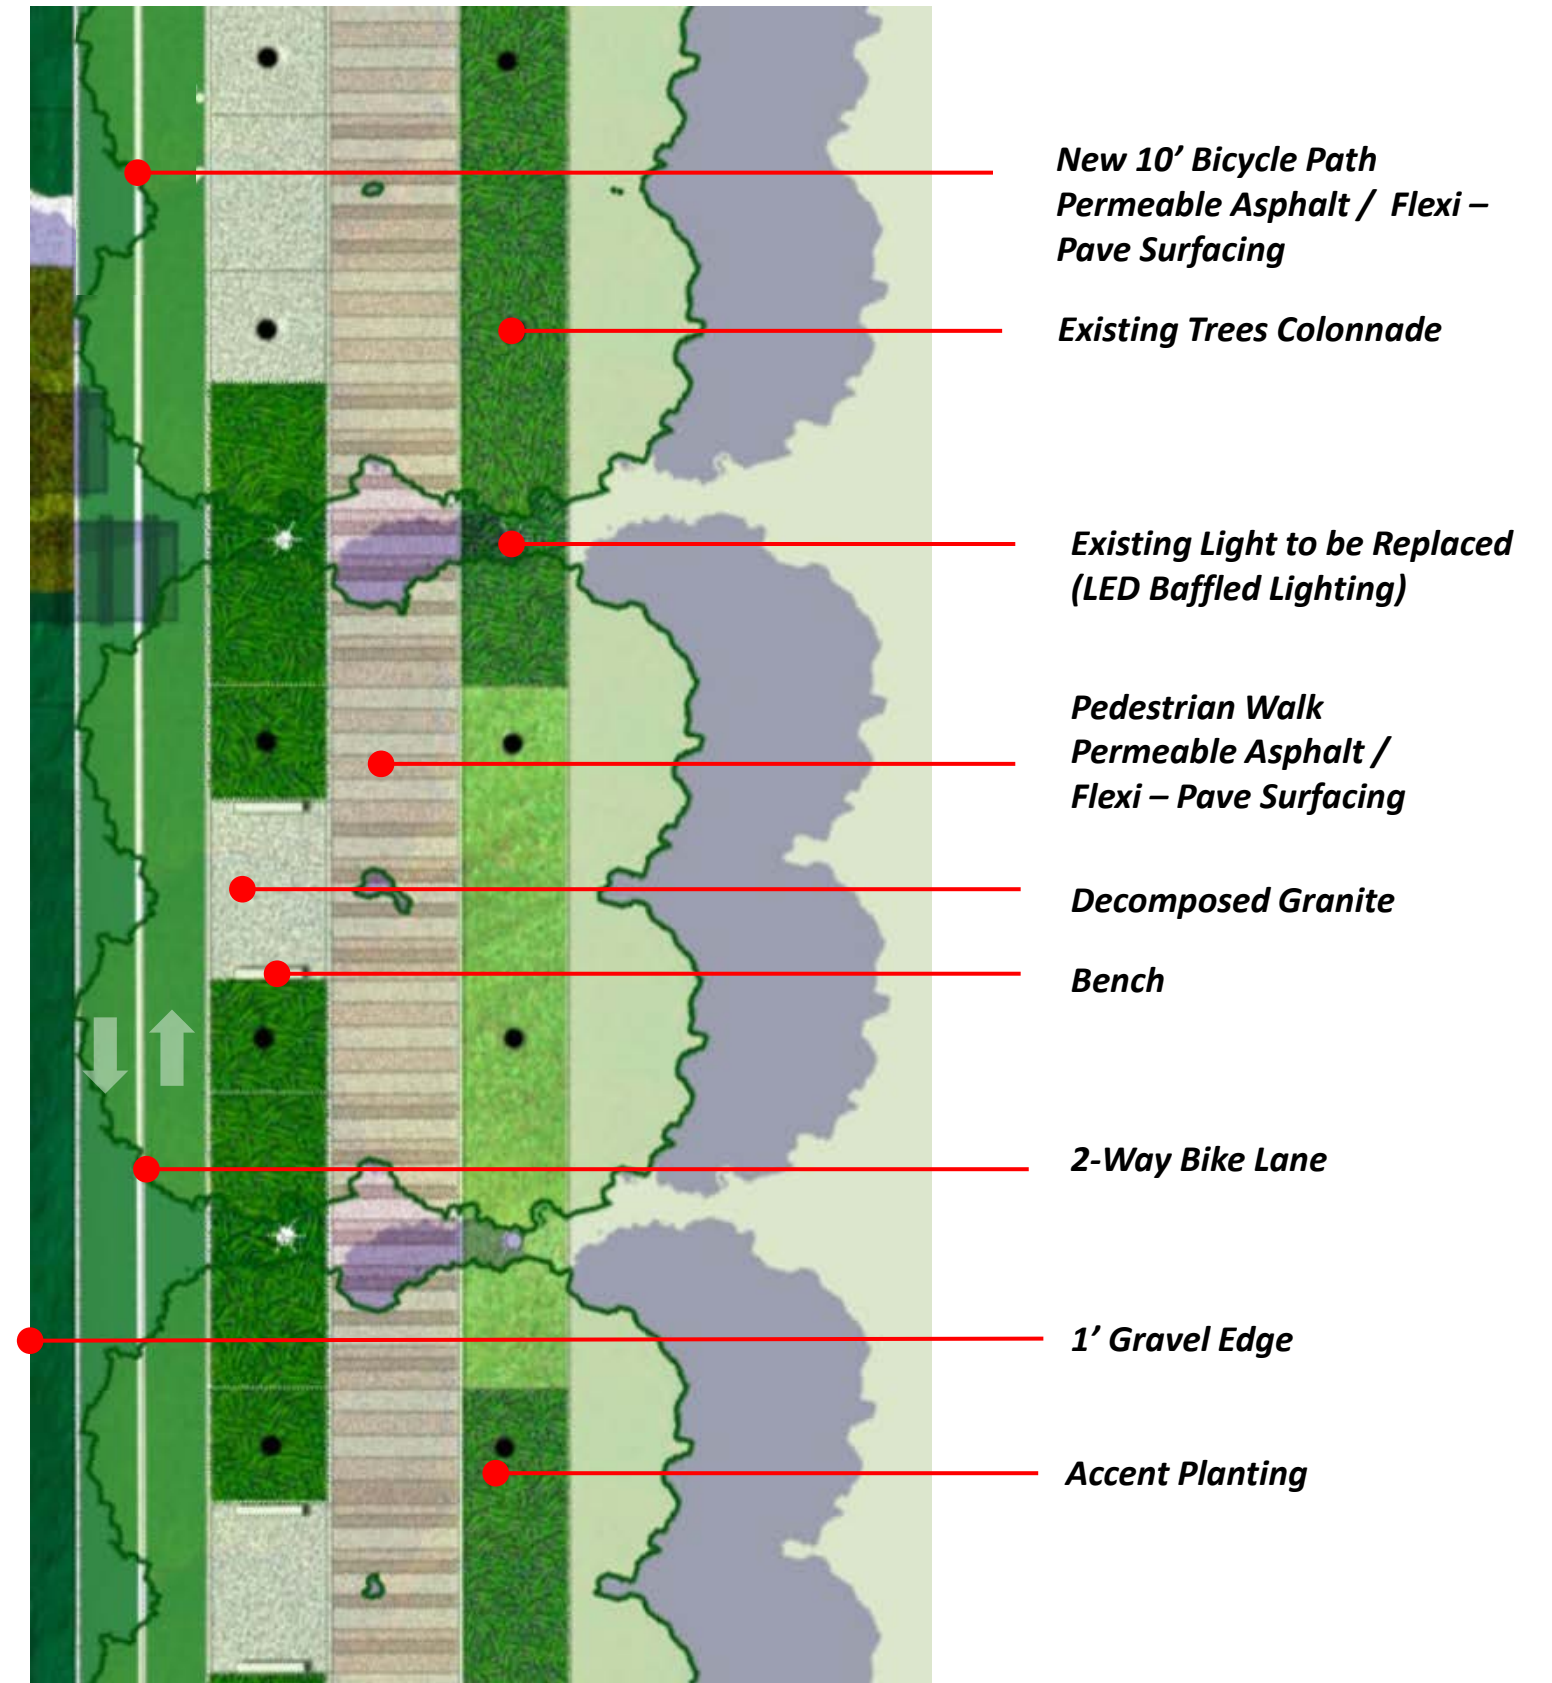 New 10’ Bicycle Path
Permeable Asphalt / Flexi –
Pave Surfacing
Existing Trees Colonnade
Existing Light to be Replaced
(LED Baffled Lighting)
Pedestrian Walk
Permeable Asphalt /
Flexi – Pave Surfacing
Decomposed Granite
Bench
2-Way Bike Lane
1’ Gravel Edge
Accent Planting